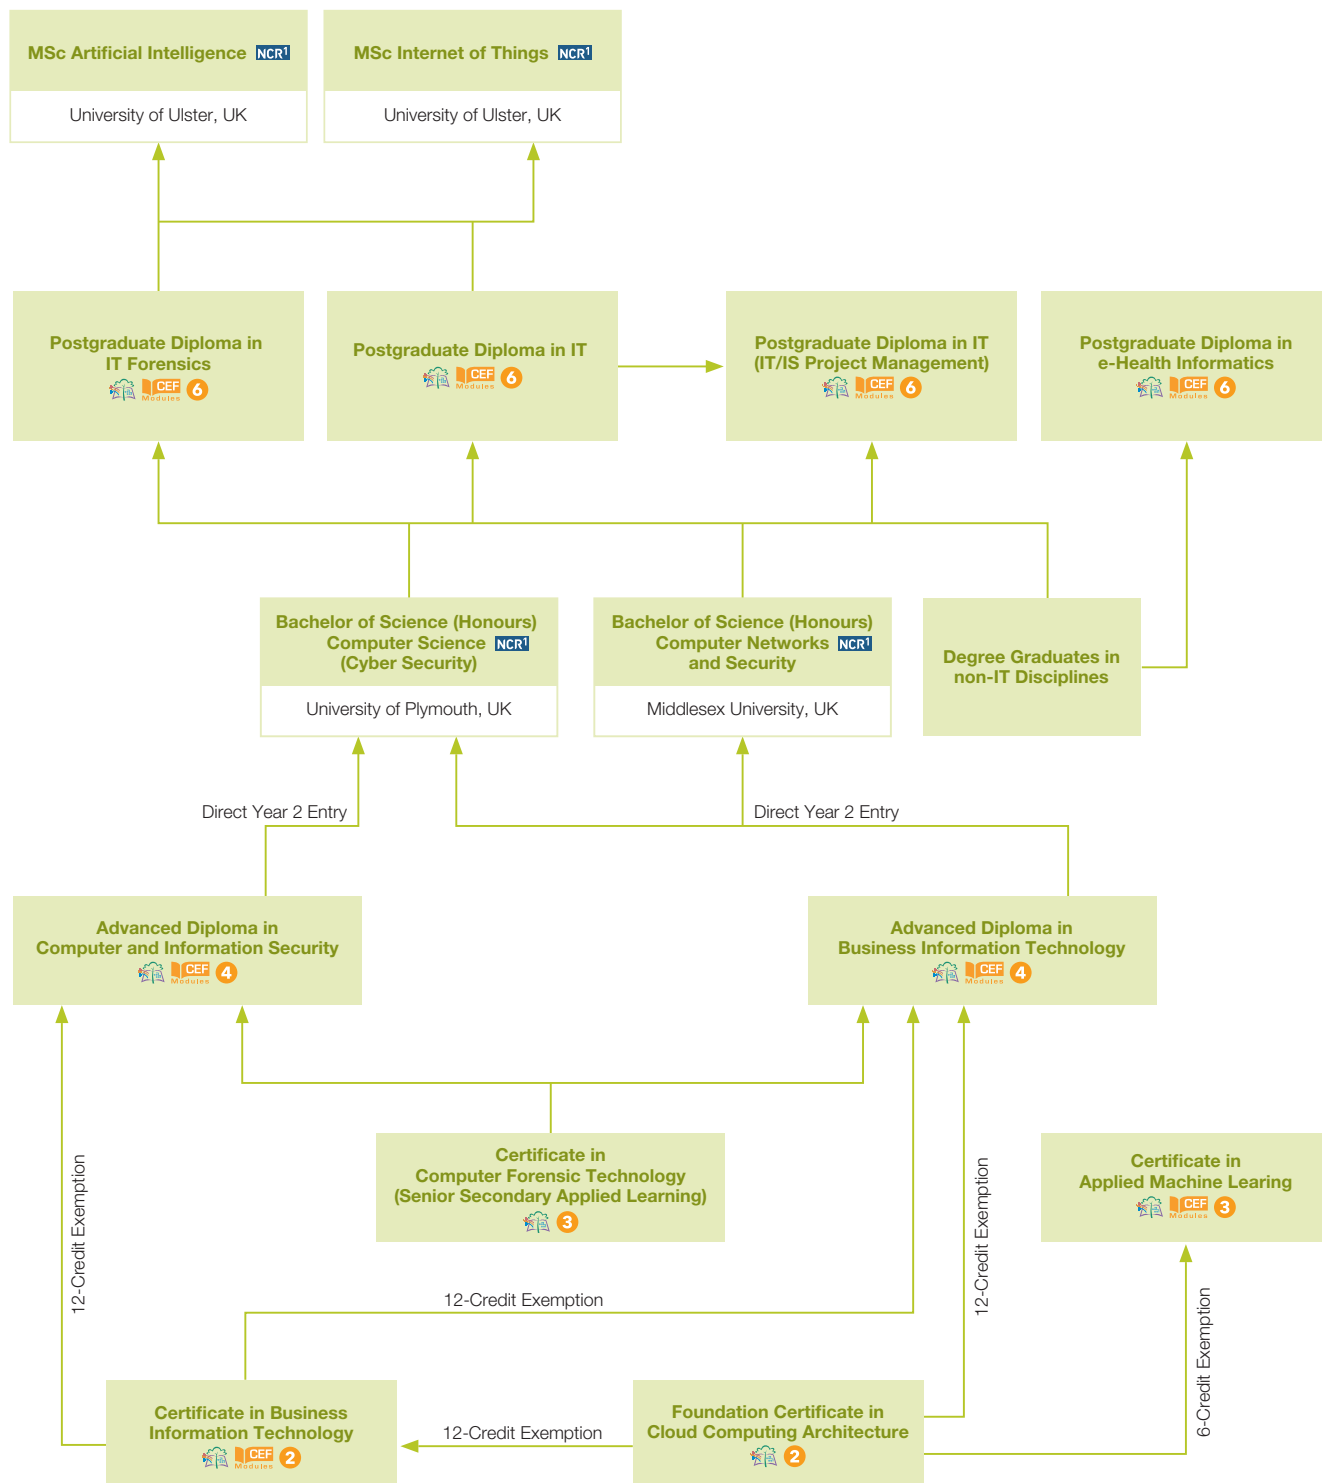 MSc Artificial Intelligence NCR1
University of Ulster, UK
MSc Internet of Things NCR1
University of Ulster, UK
Postgraduate Diploma in
IT Forensics
CEF Modules 6
Postgraduate Diploma in IT
CEF Modules 6
Postgraduate Diploma in IT
(IT/IS Project Management)
CEF Modules 6
Postgraduate Diploma in
e-Health Informatics
CEF Modules 6
Bachelor of Science (Honours)
Computer Science NCR1
(Cyber Security)
University of Plymouth, UK
Bachelor of Science (Honours)
Computer Networks NCR1
and Security
Middlesex University, UK
Degree Graduates in
non-IT Disciplines
Direct Year 2 Entry
Direct Year 2 Entry
Advanced Diploma in
Computer and Information Security
CEF Modules 4
Advanced Diploma in
Business Information Technology
CEF Modules 4
Certificate in
Computer Forensic Technology
(Senior Secondary Applied Learning)
3
Certificate in
Applied Machine Learing
CEF Modules 3
12-Credit Exemption
12-Credit Exemption
12-Credit Exemption
6-Credit Exemption
Certificate in Business
Information Technology
CEF Modules 2
12-Credit Exemption
Foundation Certificate in
Cloud Computing Architecture
2